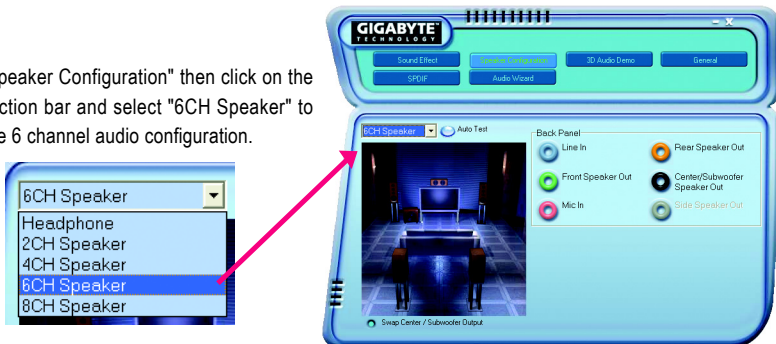 peaker Configuration" then click on the
ction bar and select "6CH Speaker" to
e 6 channel audio configuration.
6CH Speaker
Headphone
2CH Speaker
4CH Speaker
6CH Speaker
8CH Speaker
GIGABYTE
TECHNOLOGY
Sound Effect
Speaker Configuration
3D Audio Demo
General
SPDIF
Audio Wizard
6CH Speaker
Auto Test
Back Panel
Line In
Rear Speaker Out
Front Speaker Out
Center/Subwoofer
Speaker Out
Mic In
Side Speaker Out
Swap Center / Subwoofer Output